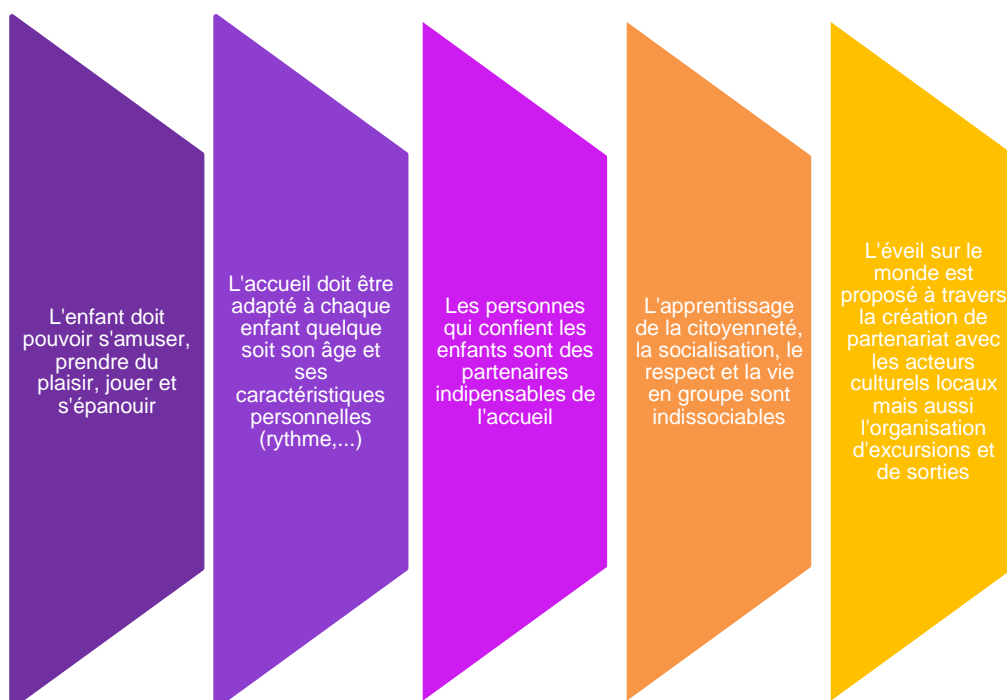 L'enfant doit
pouvoir s'amuser,
prendre du
plaisir, jouer et
s'épanouir
L'accueil doit être
adapté à chaque
enfant quelque
soit son âge et
ses
caractéristiques
personnelles
(rythme,...)
Les personnes
qui confient les
enfants sont des
partenaires
indipensables de
l'accueil
L'apprentissage
de la citoyenneté,
la socialisation, le
respect et la vie
en groupe sont
indissociables
L'éveil sur le
monde est
proposé à travers
la création de
partenariat avec
les acteurs
culturels locaux
mais aussi
l'organisation
d'excursions et
de sorties